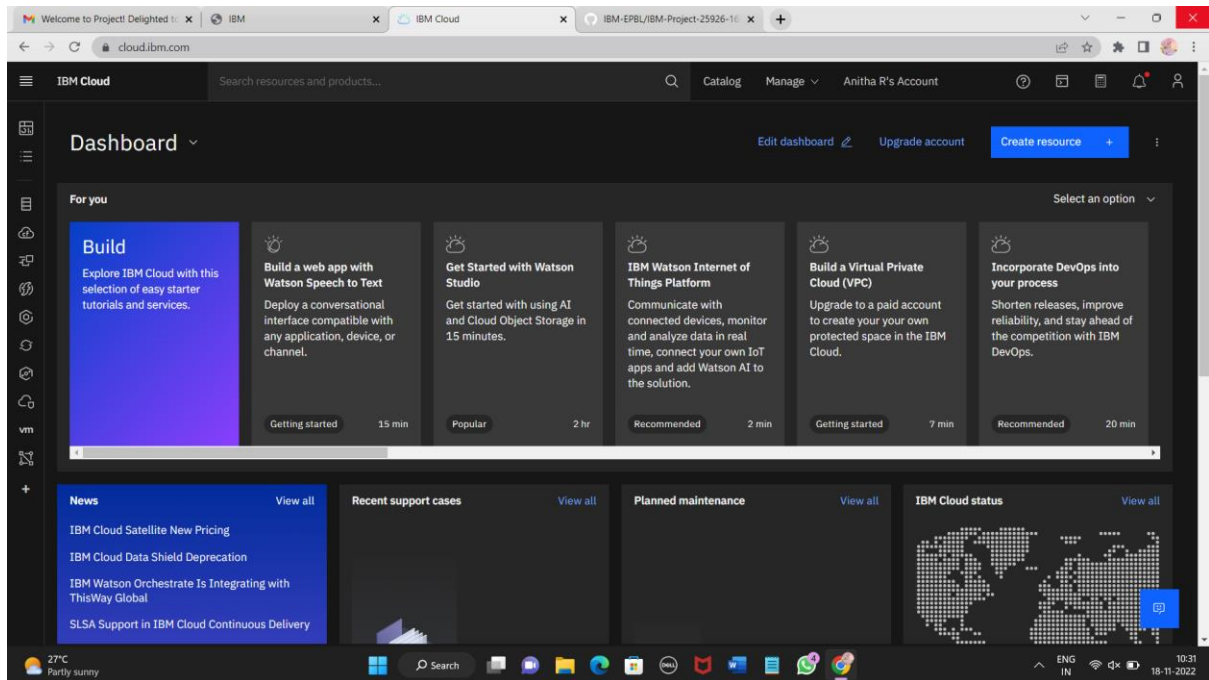 Welcome to Project! Delighted to
IBM
IBM Cloud
IBM-EPBL/IBM-Project-25926-16
cloud.ibm.com
IBM Cloud
Search resources and products...
Catalog
Manage
Anitha R's Account
Dashboard
Edit dashboard
Upgrade account
Create resource +
For you
Select an option
Build
Explore IBM Cloud with this
selection of easy starter
tutorials and services.
Build a web app with
Watson Speech to Text
Deploy a conversational
interface compatible with
any application, device, or
channel.
Getting started 15 min
Get Started with Watson
Studio
Get started with using AI
and Cloud Object Storage in
15 minutes.
Popular 2 hr
IBM Watson Internet of
Things Platform
Communicate with
connected devices, monitor
and analyze data in real
time, connect your own IoT
apps and add Watson AI to
the solution.
Recommended 2 min
Build a Virtual Private
Cloud (VPC)
Upgrade to a paid account
to create your your own
protected space in the IBM
Cloud.
Getting started 7 min
Incorporate DevOps into
your process
Shorten releases, improve
reliability, and stay ahead of
the competition with IBM
DevOps.
Recommended 20 min
vm
News View all
IBM Cloud Satellite New Pricing
IBM Cloud Data Shield Deprecation
IBM Watson Orchestrate Is Integrating with
ThisWay Global
SLSA Support in IBM Cloud Continuous Delivery
Recent support cases View all
Planned maintenance View all
IBM Cloud status View all
27°C
Partly sunny
Search
DELL
4
ENG
IN
10:31
18-11-2022